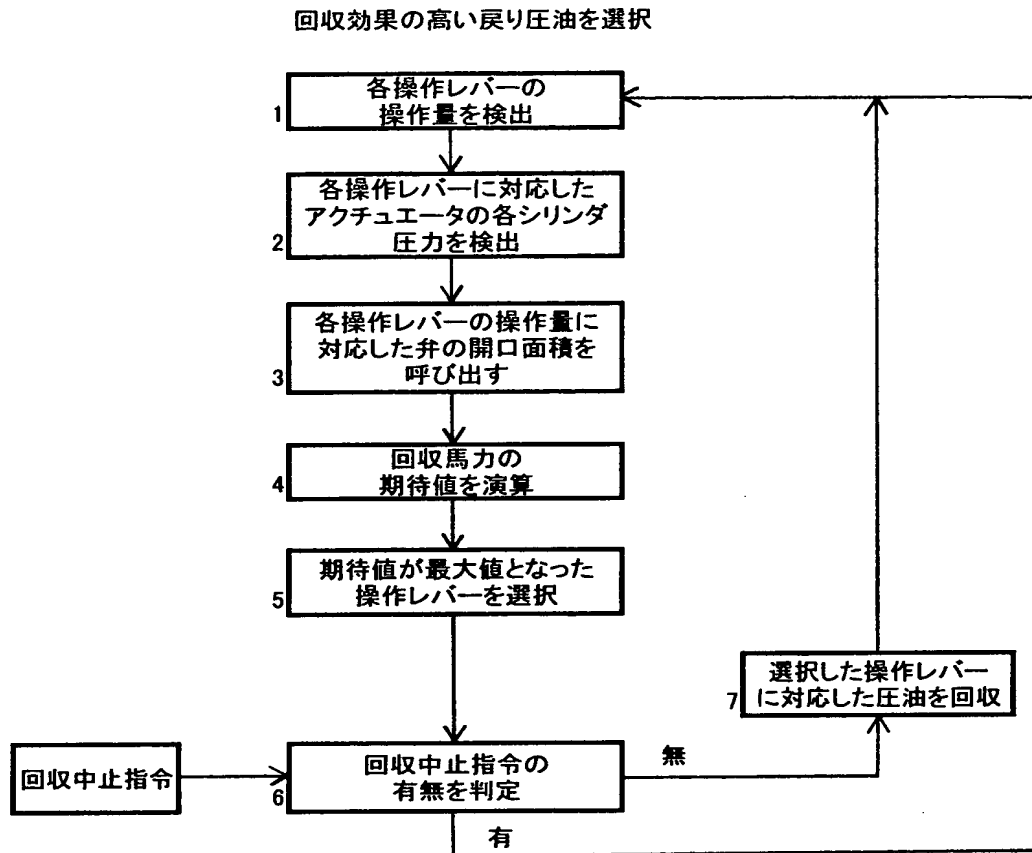 回収効果の高い戻り圧油を選択
各操作レバーの
操作量を検出
1
各操作レバーに対応した
アクチュエータの各シリンダ
圧力を検出
2
各操作レバーの操作量に
対応した弁の開口面積を
呼び出す
3
回収馬力の
期待値を演算
4
期待値が最大値となった
操作レバーを選択
5
選択した操作レバー
に対応した圧油を回収
7
回収中止指令
回収中止指令の
有無を判定
6
無
有